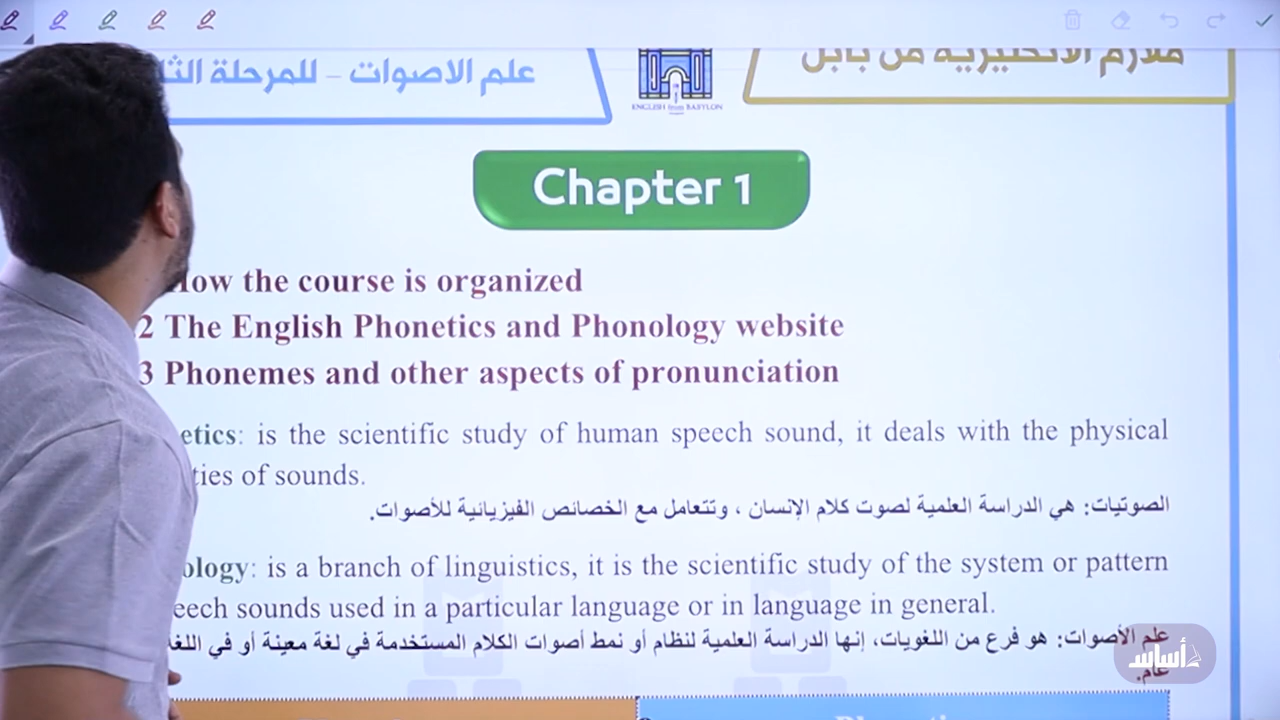 علم الاصوات – للمرحلة
ENGLISH from BABYLON
ملازم الانكليزية من بابل
Chapter 1
How the course is organized
2 The English Phonetics and Phonology website
3 Phonemes and other aspects of pronunciation
etics: is the scientific study of human speech sound, it deals with the physical
ties of sounds.
الصوتيات: هي الدراسة العلمية لصوت كلام الإنسان ، وتتعامل مع الخصائص الفيزيائية للأصوات.
ology: is a branch of linguistics, it is the scientific study of the system or pattern
eech sounds used in a particular language or in language in general.
علم الأصوات: هو فرع من اللغويات، إنها الدراسة العلمية لنظام أو نمط أصوات الكلام المستخدمة في لغة معينة أو في
عام.
أساس